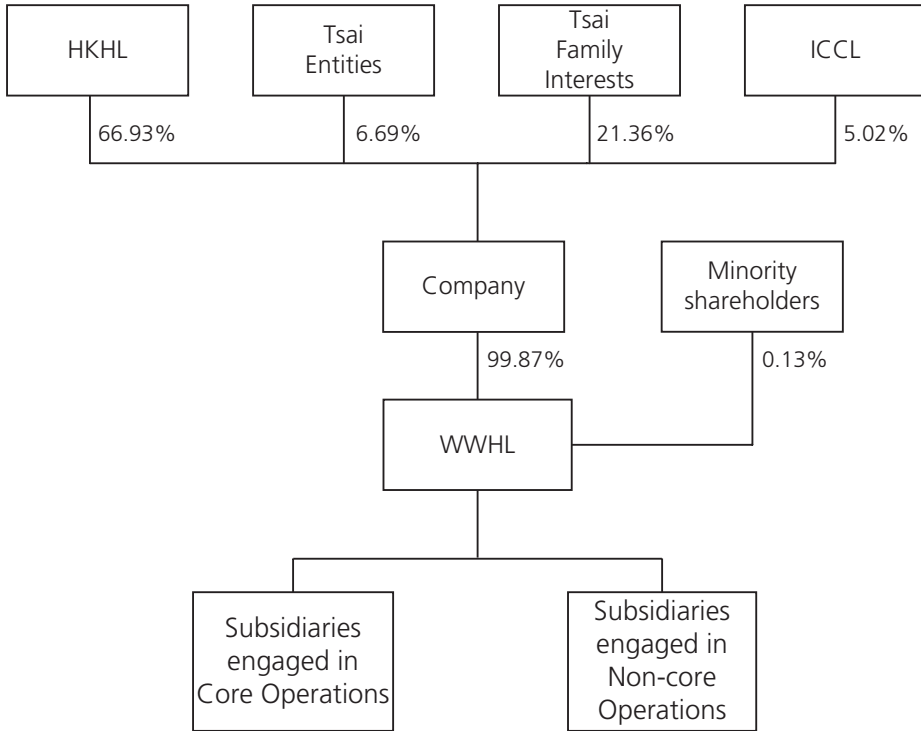 HKHL
Tsai
Entities
Tsai
Family
Interests
ICCL
66.93%
6.69%
21.36%
5.02%
Company
Minority
shareholders
99.87%
0.13%
WWHL
Subsidiaries
engaged in
Core Operations
Subsidiaries
engaged in
Non-core
Operations